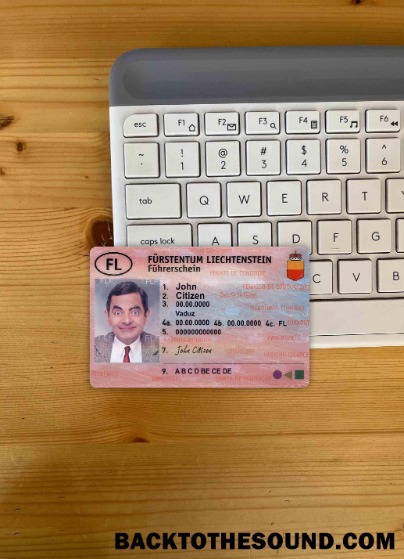 esc F1 F2 F3 F4 F5 F6
~ ! @ # $ % ^
` 1 2 3 4 5 6
tab Q W E R T
caps lock A S D F G
C V B
FL
FÜRSTENTUM LIECHTENSTEIN
Führerschein
1. John
2. Citizen
3. 00.00.0000
Vaduz
4a. 00.00.0000 4b. 00.00.0000 4c. FL
5. 000000000000
7. John Citizen
9. A B C D BE CE DE
BACKTOTHESOUND.COM